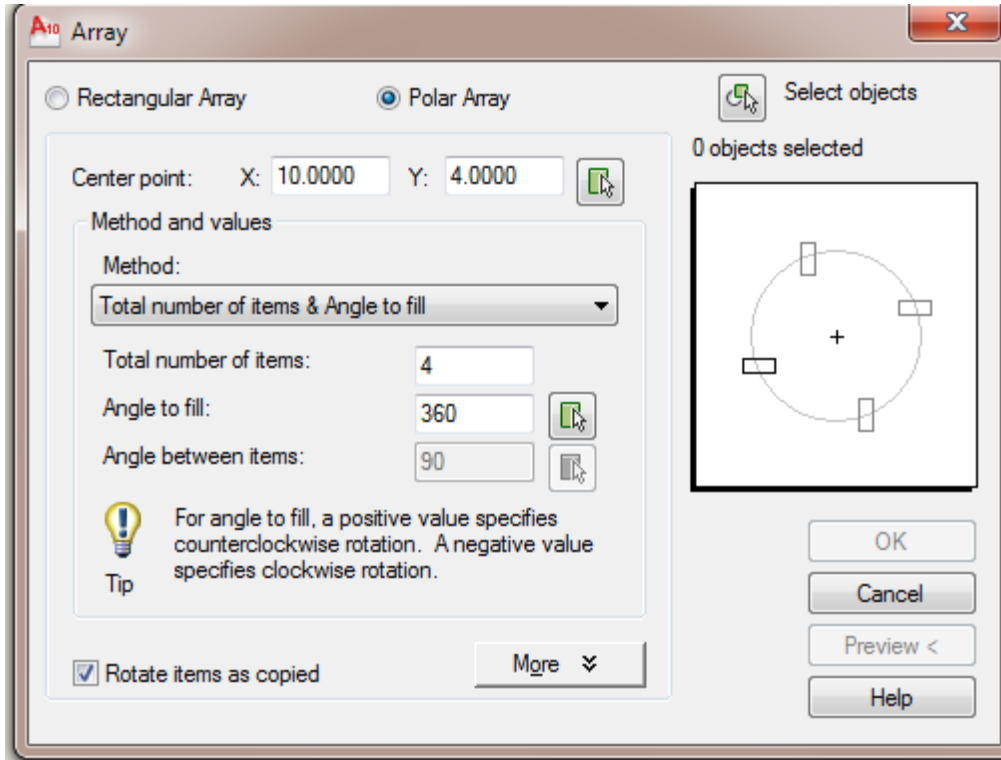 A10 Array
Rectangular Array Polar Array Select objects
0 objects selected
Center point: X: 10.0000 Y: 4.0000
Method and values
Method:
Total number of items & Angle to fill
Total number of items: 4
Angle to fill: 360
Angle between items: 90
For angle to fill, a positive value specifies
counterclockwise rotation. A negative value
specifies clockwise rotation.
Tip
Rotate items as copied More
OK
Cancel
Preview <
Help